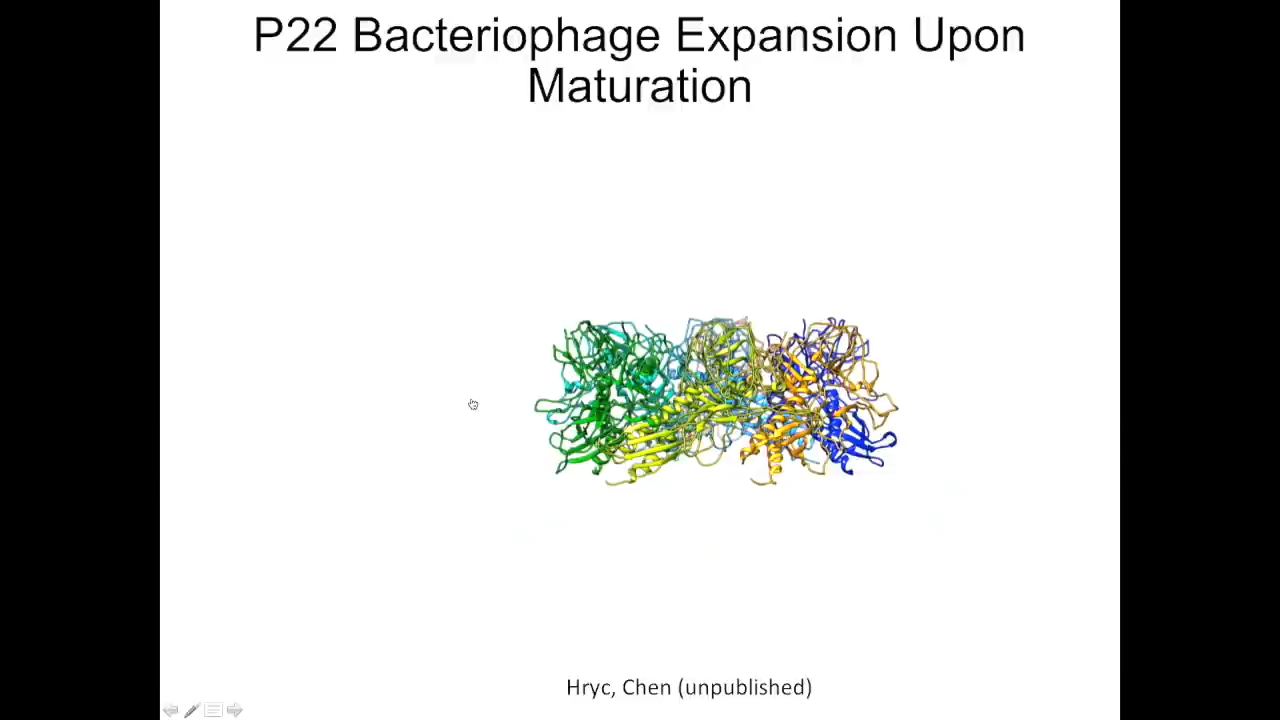 P22 Bacteriophage Expansion Upon
Maturation
Hryc, Chen (unpublished)